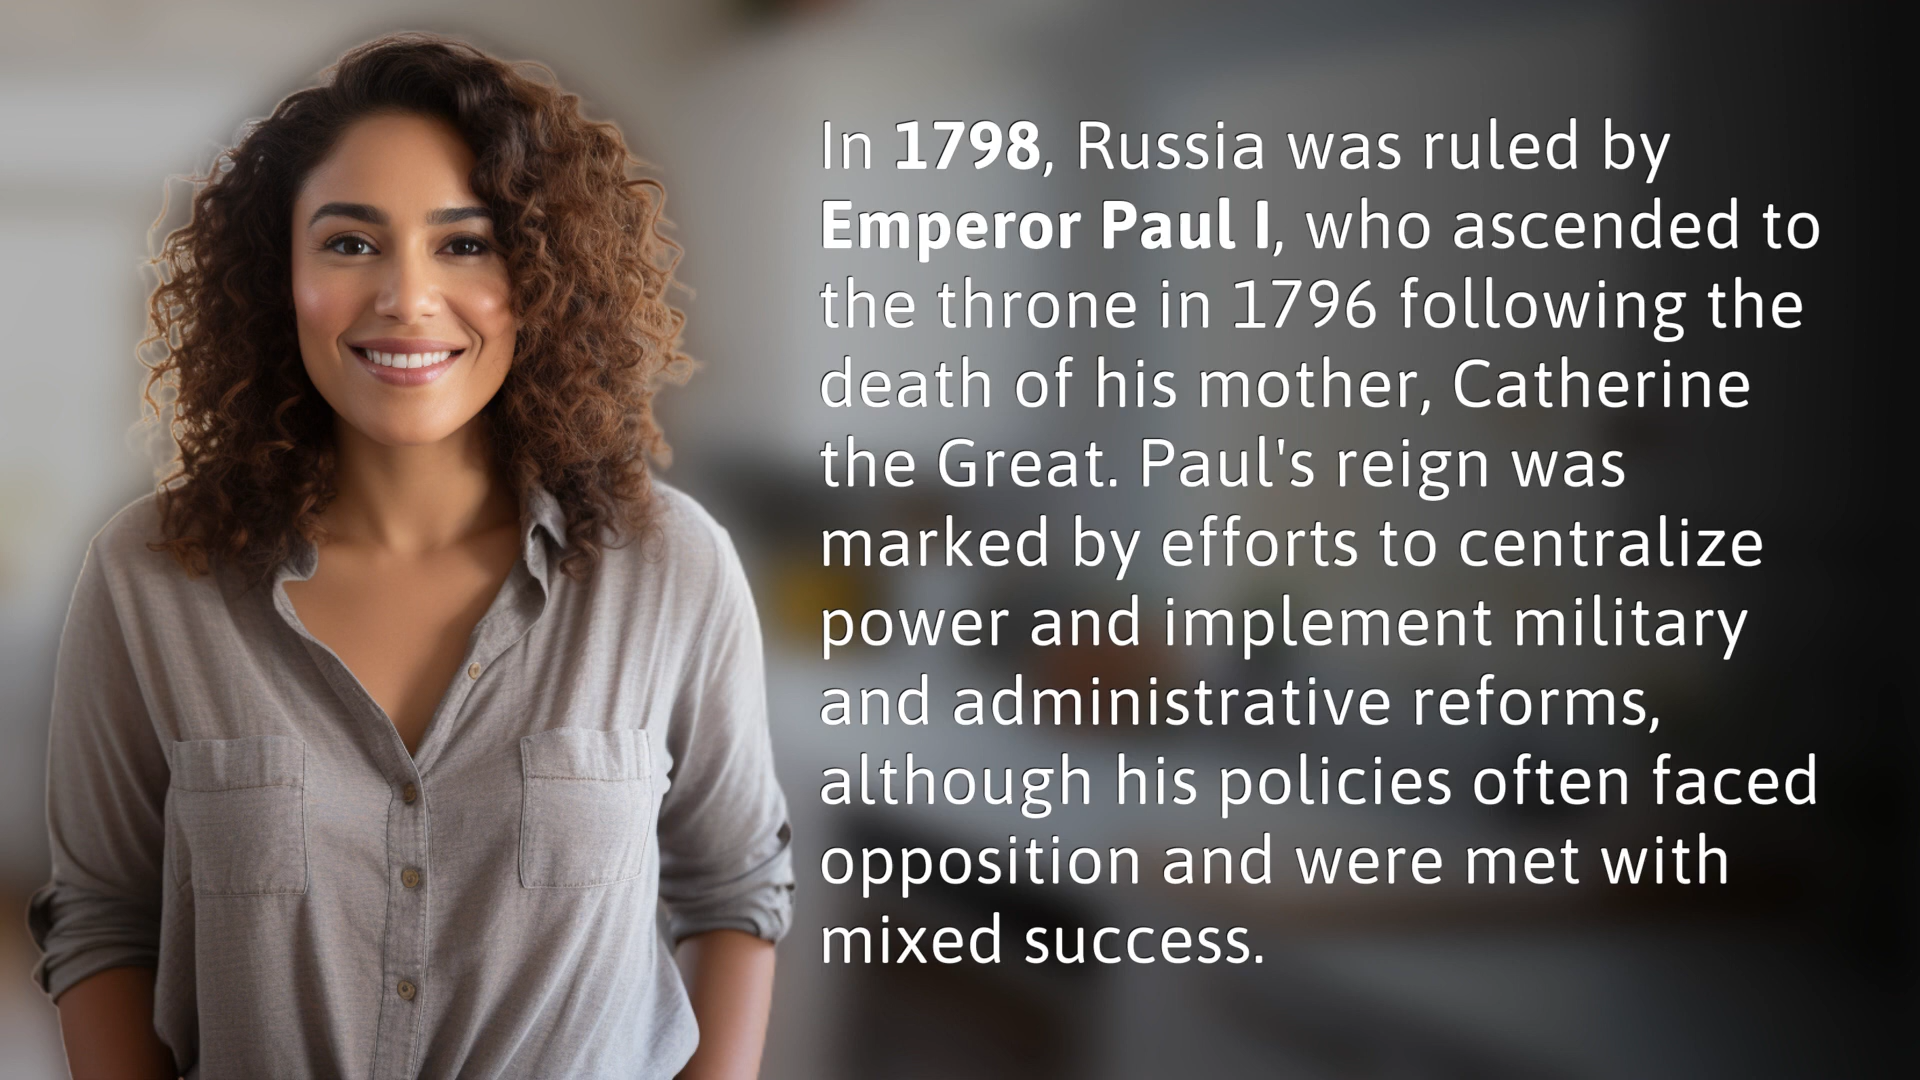 In 1798, Russia was ruled by
Emperor Paul I, who ascended to
the throne in 1796 following the
death of his mother, Catherine
the Great. Paul's reign was
marked by efforts to centralize
power and implement military
and administrative reforms,
although his policies often faced
opposition and were met with
mixed success.